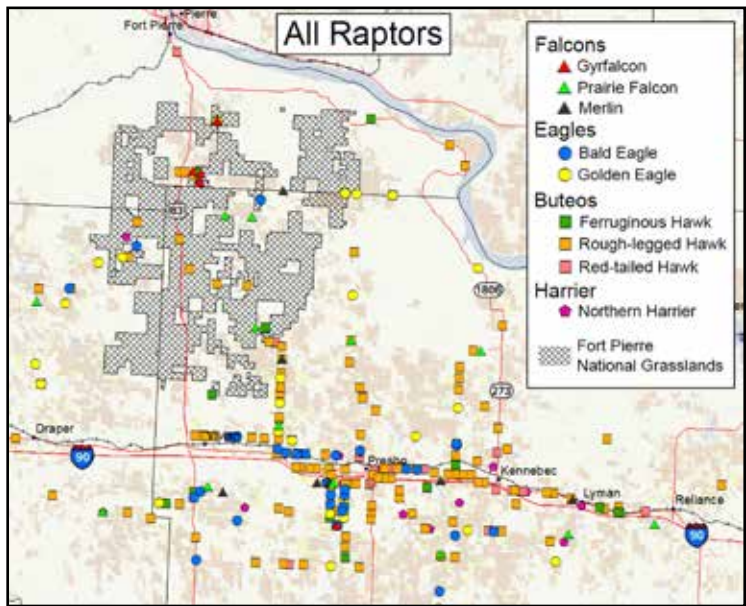 Pierre
Fort Pierre
All Raptors
Falcons
Gyrfalcon
Prairie Falcon
Merlin
Eagles
Bald Eagle
Golden Eagle
Buteos
Ferruginous Hawk
Rough-legged Hawk
Red-tailed Hawk
Harrier
Northern Harrier
Fort Pierre
National Grasslands
83
1806
273
Draper
90
Presho
Kennebec
Lyman
Reliance
90